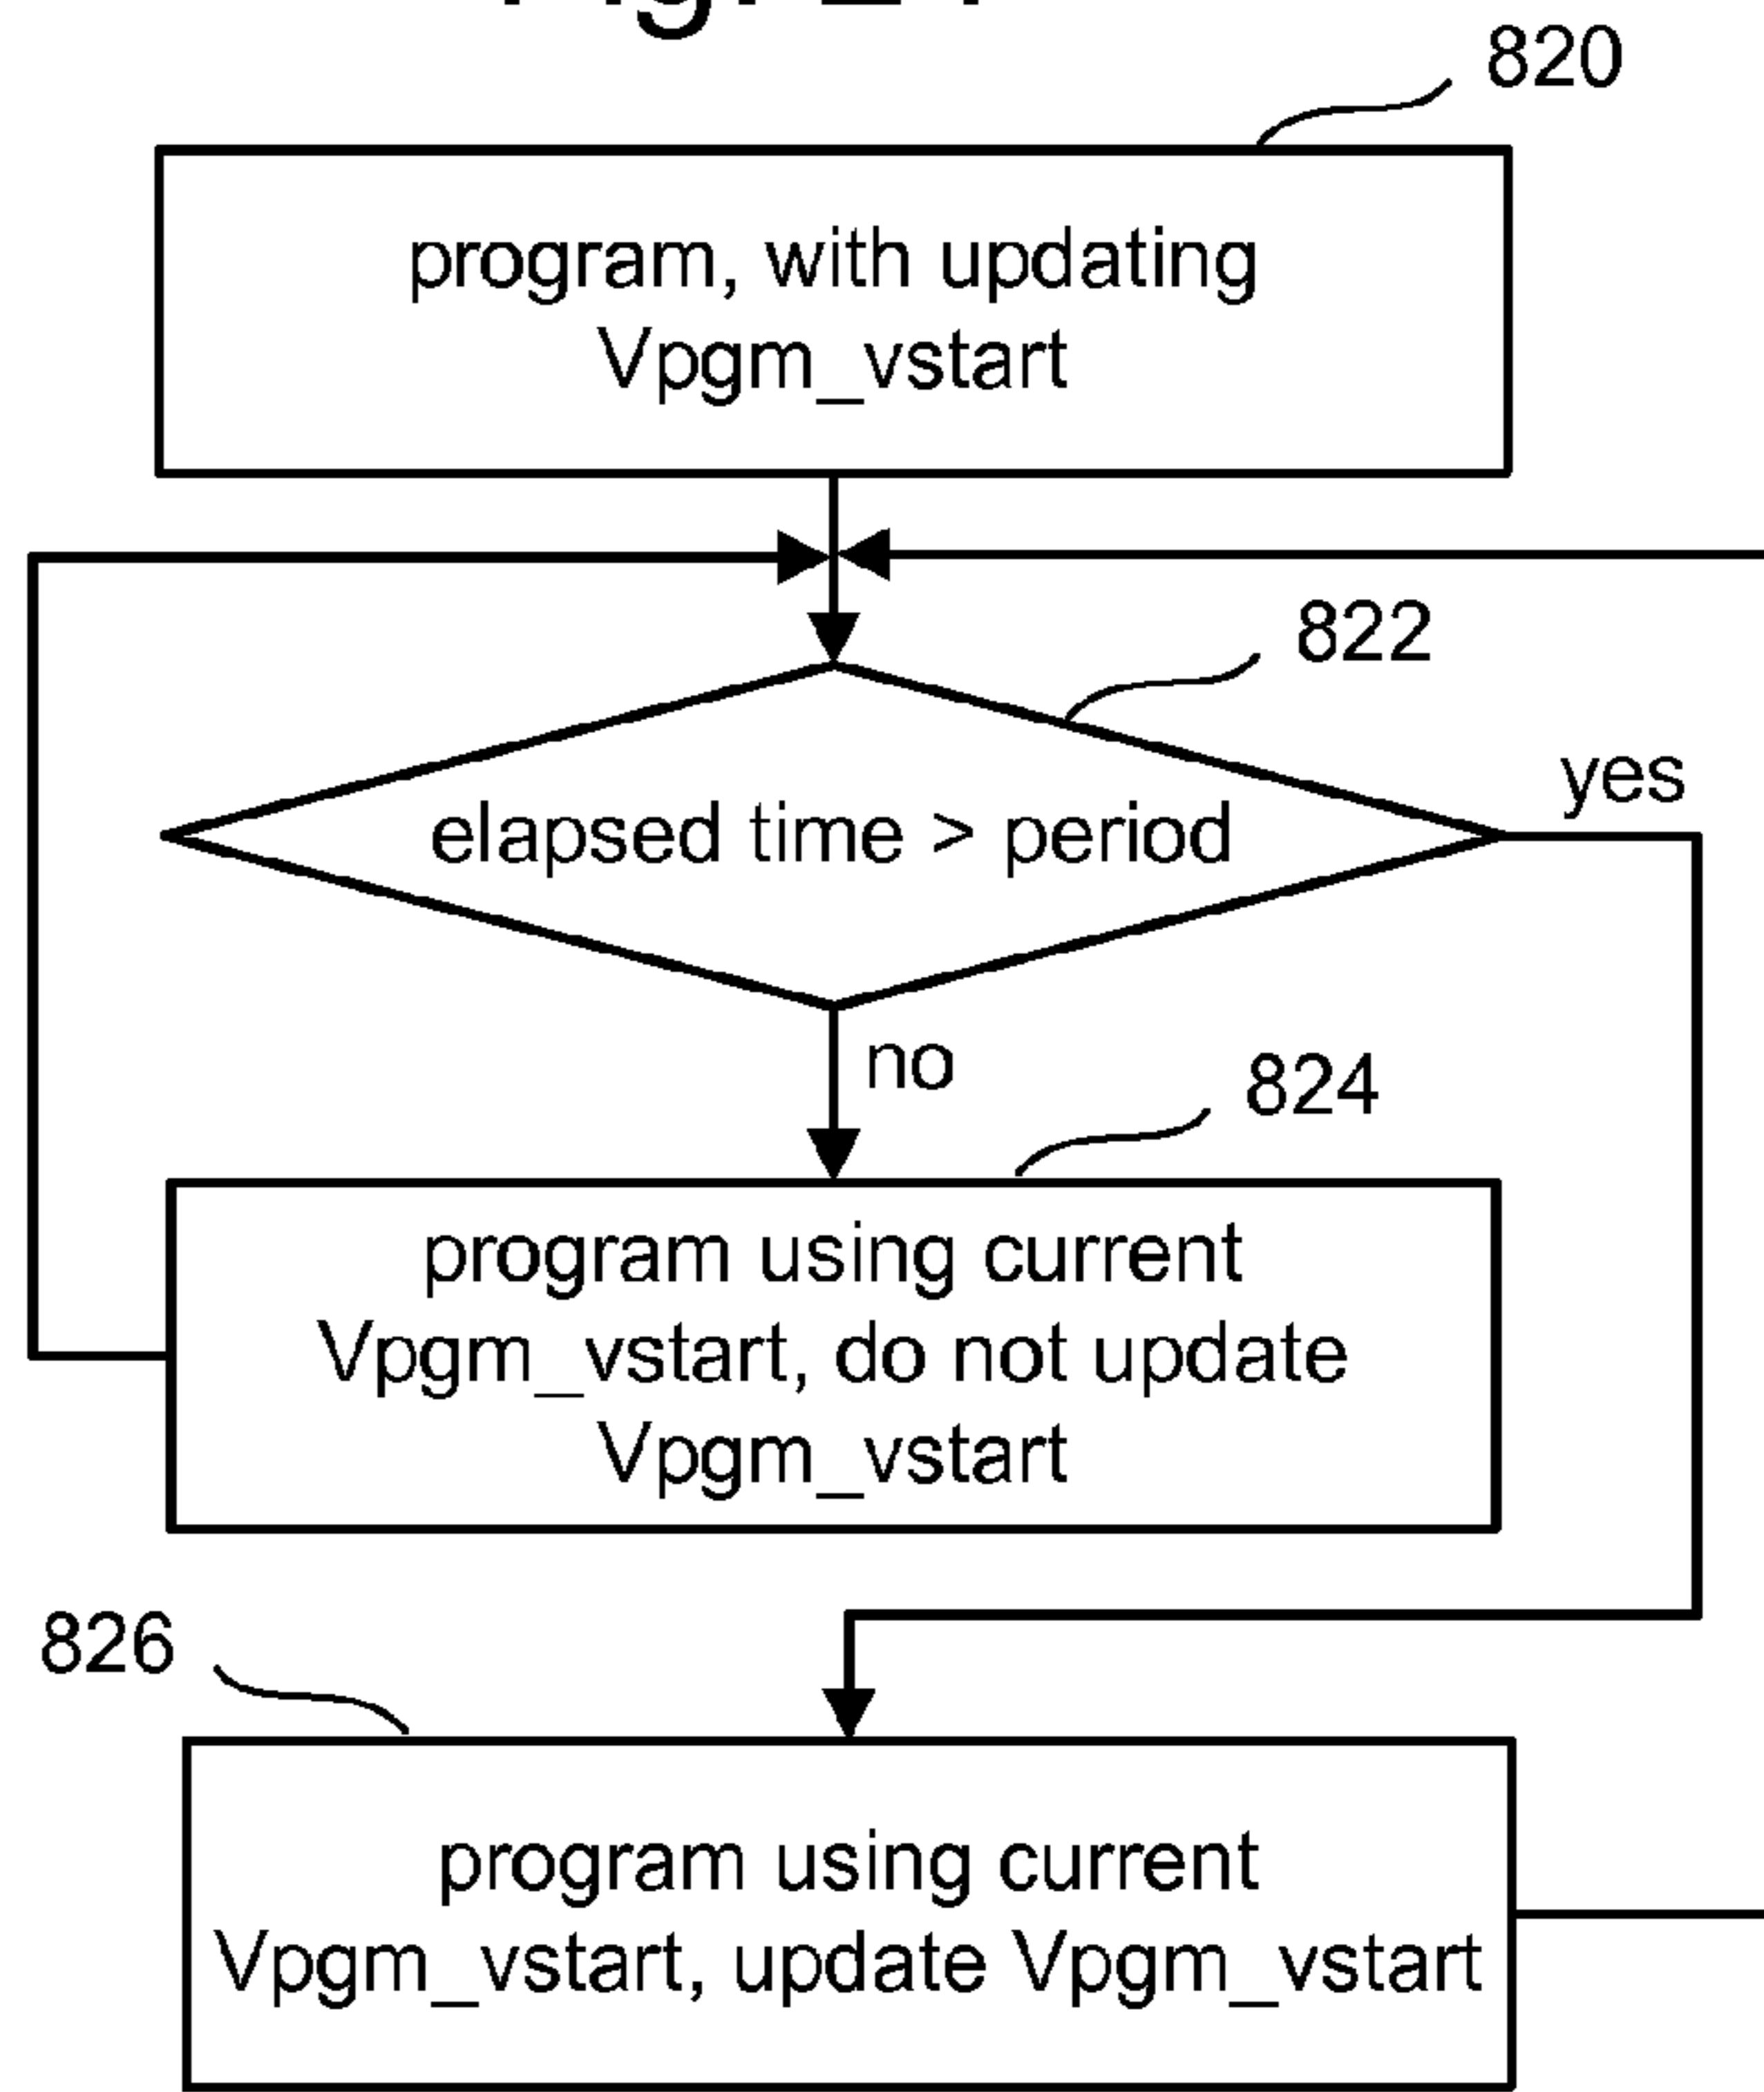 820
program, with updating
Vpgm_vstart
822
yes
elapsed time > period
no
824
program using current
Vpgm_vstart, do not update
Vpgm_vstart
826
program using current
Vpgm_vstart, update Vpgm_vstart